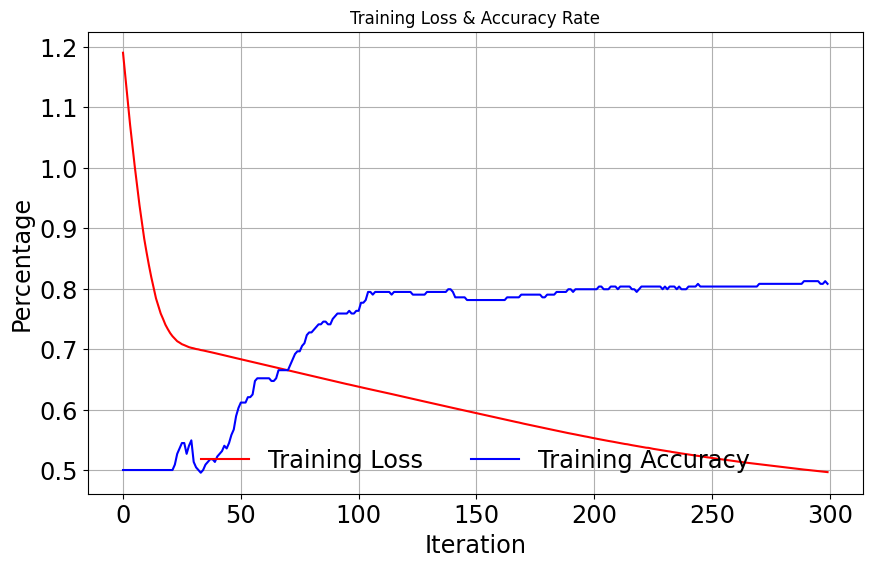 Training Loss & Accuracy Rate
Percentage
1.2
1.1
1.0
0.9
0.8
0.7
0.6
0.5
Training Loss Training Accuracy
0 50 100 150 200 250 300
Iteration